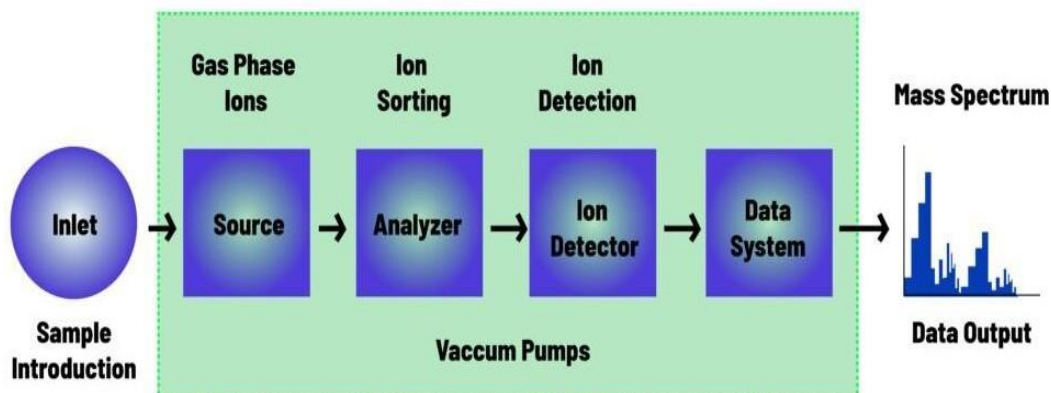 Gas Phase
Ions
Ion
Sorting
Ion
Detection
Mass Spectrum
Inlet
Source
Analyzer
Ion
Detector
Data
System
Sample
Introduction
Vaccum Pumps
Data Output